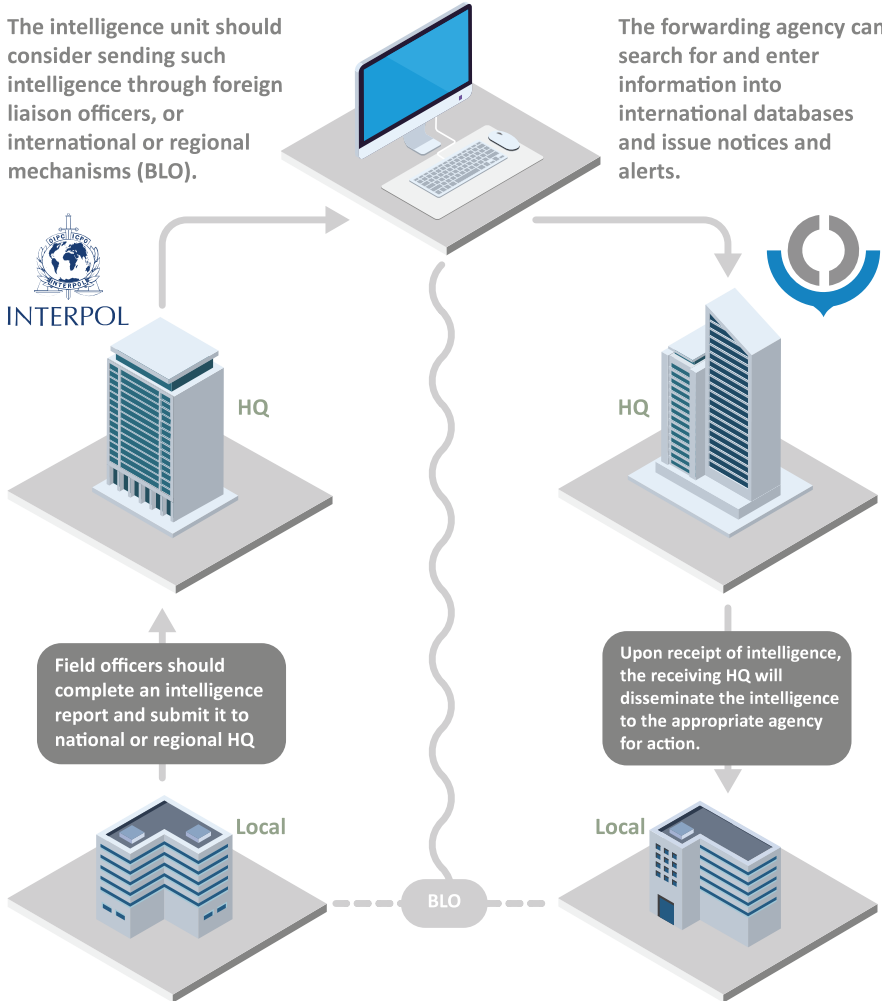 The intelligence unit should
consider sending such
intelligence through foreign
liaison officers, or
international or regional
mechanisms (BLO).
The forwarding agency can
search for and enter
information into
international databases
and issue notices and
alerts.
OIPC ICPO
INTERPOL
INTERPOL
HQ
HQ
Field officers should
complete an intelligence
report and submit it to
national or regional HQ
Upon receipt of intelligence,
the receiving HQ will
disseminate the intelligence
to the appropriate agency
for action.
Local
Local
BLO